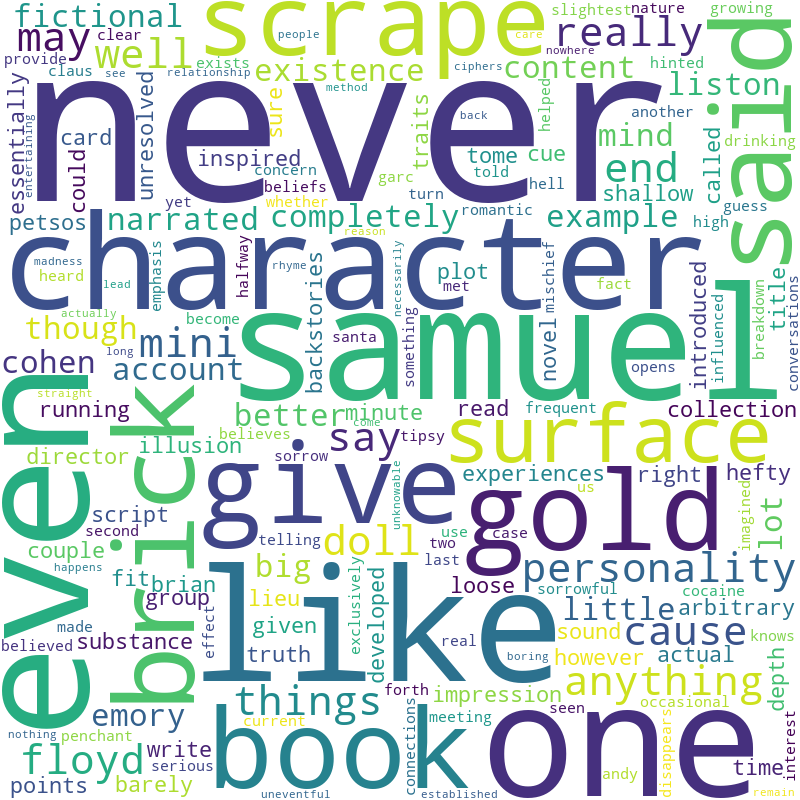 never
character
samuel
like
one
book
even
brick
give
gold
surface
scrape
said
fictional
may
clear
well
really
slightest
nature
growing
provide
claus
exists
people
see
relationship
care
nowhere
ciphers
hinted
existence
content
liston
essentially
entertaining
card
could
unresolved
method
back
sure
inspired
concern
beliefs
traits
helped
another
mind
drinking
tome
cue
called
told
hell
garc
yet
whether
turn
romantic
end
shallow
guess
petsos
narrated
completely
example
high
reason
madness
heard
lead
emphasis
halfway
rhyme
backstories
plot
met
necessarily
mischief
fact
title
introduced
influenced
breakdown
conversations
actually
though
become
long
santa
something
novel
opens
cohen
mini
account
straight
running
better
minute
read
frequent
collection
come
believes
say
tipsy
director
illusion
sorrow
experiences
right
hefty
us
unknowable
script
second
doll
telling
use
case
imagined
lot
couple
happens
fit
brian
big
two
last
personality
loose
sorrowful
cocaine
made
group
lieu
exclusively
developed
little
arbitrary
believed
substance
effect
given
truth
real
sound
cause
knows
boring
however
actual
depth
things
forth
impression
seen
anything
occasional
emory
nothing
penchant
current
connections
meeting
disappears
interest
floyd
write
serious
andy
time
points
barely
uneventful
established
remain